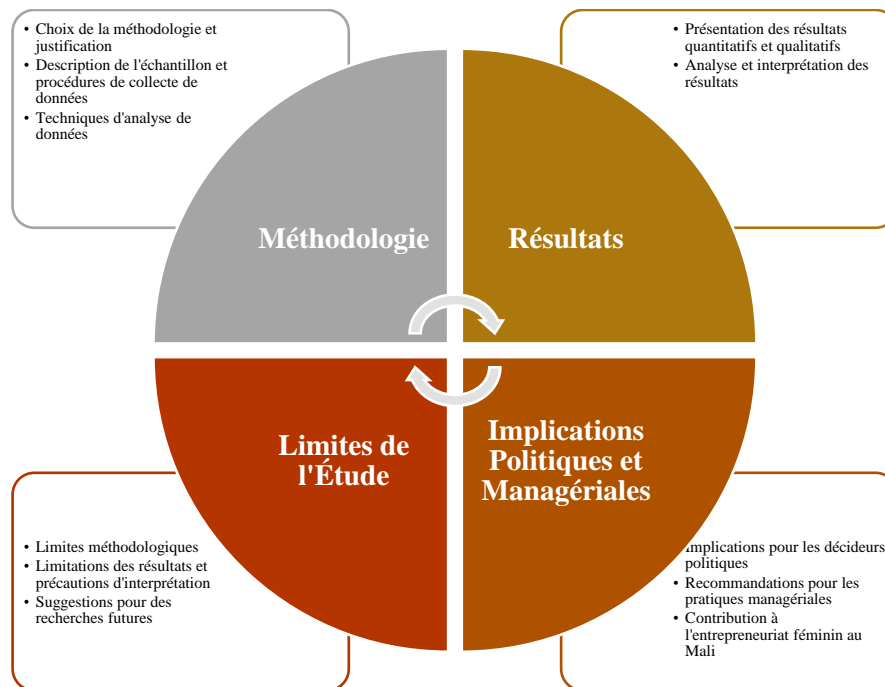 • Choix de la méthodologie et
justification
• Description de l'échantillon et
procédures de collecte de
données
• Techniques d'analyse de
données
• Présentation des résultats
quantitatifs et qualitatifs
• Analyse et interprétation des
résultats
Méthodologie
Résultats
Limites de
l'Étude
Implications
Politiques et
Managériales
• Limites méthodologiques
• Limitations des résultats et
précautions d'interprétation
• Suggestions pour des
recherches futures
Implications pour les décideurs
politiques
• Recommandations pour les
pratiques managériales
• Contribution à
l'entrepreneuriat féminin au
Mali